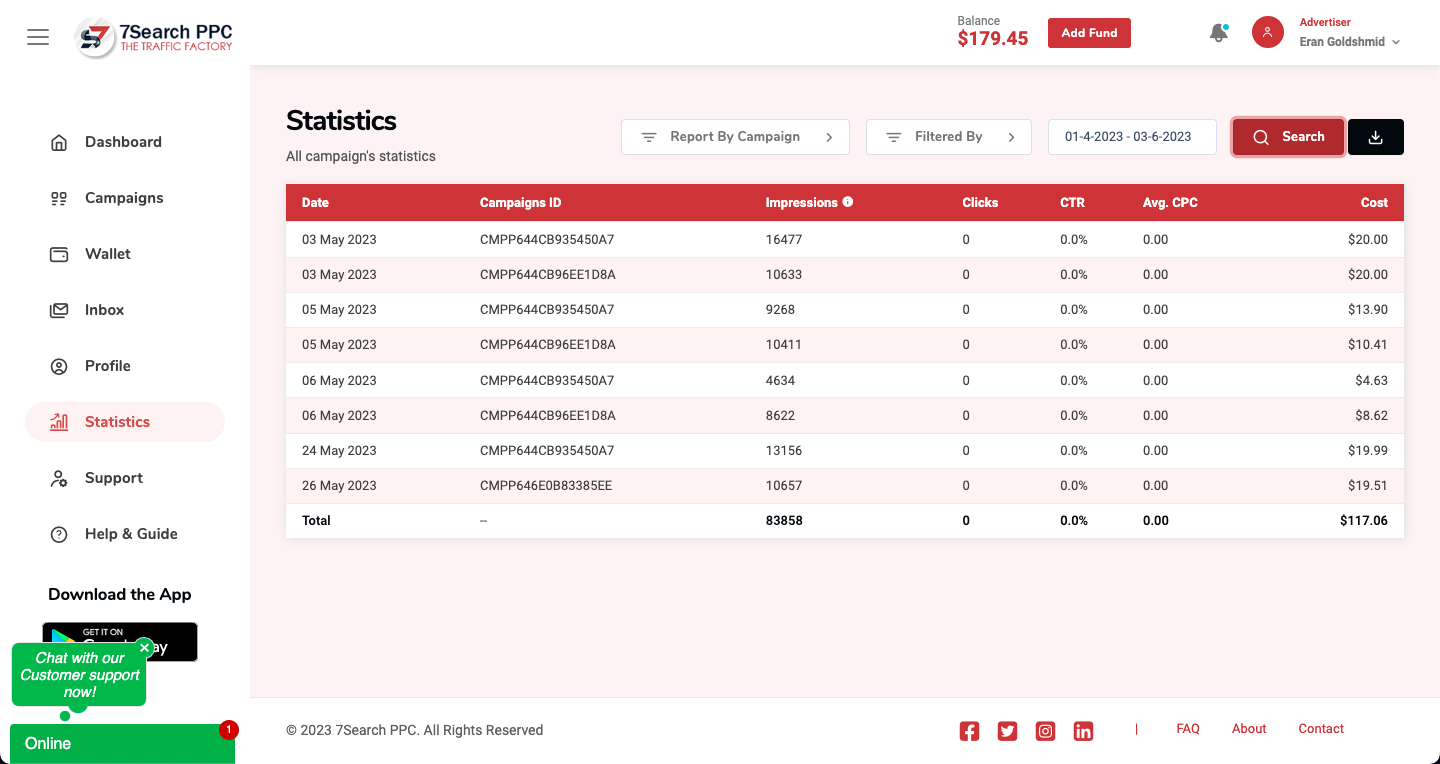 7Search PPC
THE TRAFFIC FACTORY
Balance
$179.45
Add Fund
Advertiser
Eran Goldshmid
Dashboard
Campaigns
Wallet
Inbox
Profile
Statistics
Support
Help & Guide
Download the App
GET IT ON
Chat with our
Customer support
now!
Online
1
Statistics
All campaign's statistics
Report By Campaign
Filtered By
01-4-2023 - 03-6-2023
Search
Date Campaigns ID Impressions Clicks CTR Avg. CPC Cost
03 May 2023 CMPP644CB935450A7 16477 0 0.0% 0.00 $20.00
03 May 2023 CMPP644CB96EE1D8A 10633 0 0.0% 0.00 $20.00
05 May 2023 CMPP644CB935450A7 9268 0 0.0% 0.00 $13.90
05 May 2023 CMPP644CB96EE1D8A 10411 0 0.0% 0.00 $10.41
06 May 2023 CMPP644CB935450A7 4634 0 0.0% 0.00 $4.63
06 May 2023 CMPP644CB96EE1D8A 8622 0 0.0% 0.00 $8.62
24 May 2023 CMPP644CB935450A7 13156 0 0.0% 0.00 $19.99
26 May 2023 CMPP646E0B83385EE 10657 0 0.0% 0.00 $19.51
Total -- 83858 0 0.0% 0.00 $117.06
© 2023 7Search PPC. All Rights Reserved
| FAQ About Contact